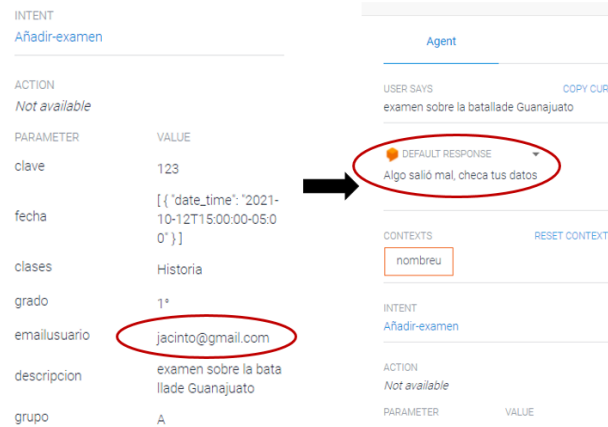 INTENT
Añadir-examen
ACTION
Not available
PARAMETER VALUE
clave 123
fecha [ { "date_time": "2021-
10-12T15:00:00-05:0
0" } ]
clases Historia
grado 1°
emailusuario jacinto@gmail.com
descripcion examen sobre la bata
llade Guanajuato
grupo A
Agent
USER SAYS COPY CUR
examen sobre la batallade Guanajuato
DEFAULT RESPONSE
Algo salió mal, checa tus datos
CONTEXTS RESET CONTEXT
nombreu
INTENT
Añadir-examen
ACTION
Not available
PARAMETER VALUE